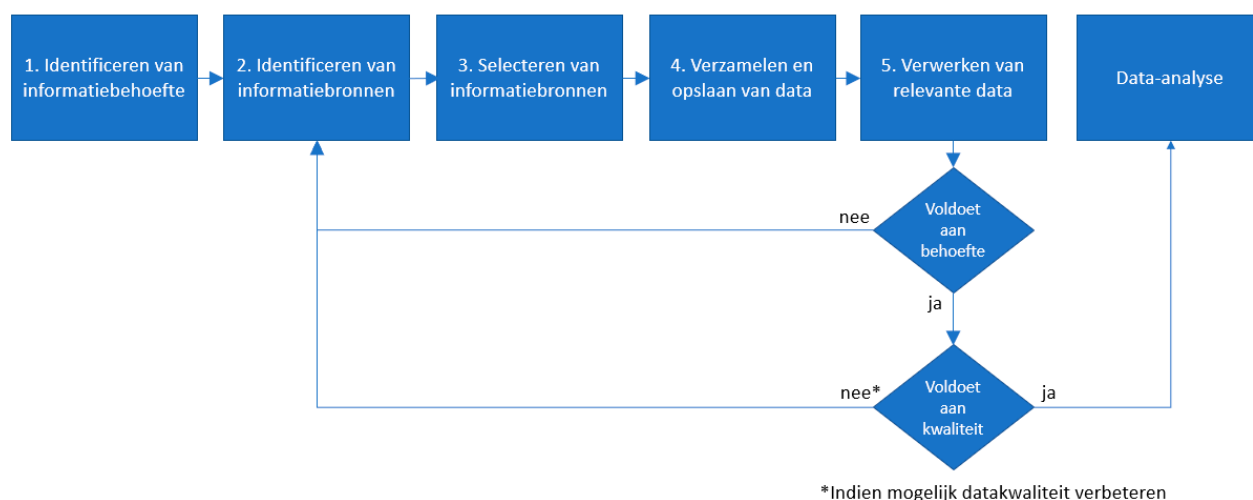 1. Identificeren van
informatiebehoefte
2. Identificeren van
informatiebronnen
3. Selecteren van
informatiebronnen
4. Verzamelen en
opslaan van data
5. Verwerken van
relevante data
Data-analyse
nee
Voldoet
aan
behoefte
ja
nee*
Voldoet
aan
kwaliteit
ja
*Indien mogelijk datakwaliteit verbeteren